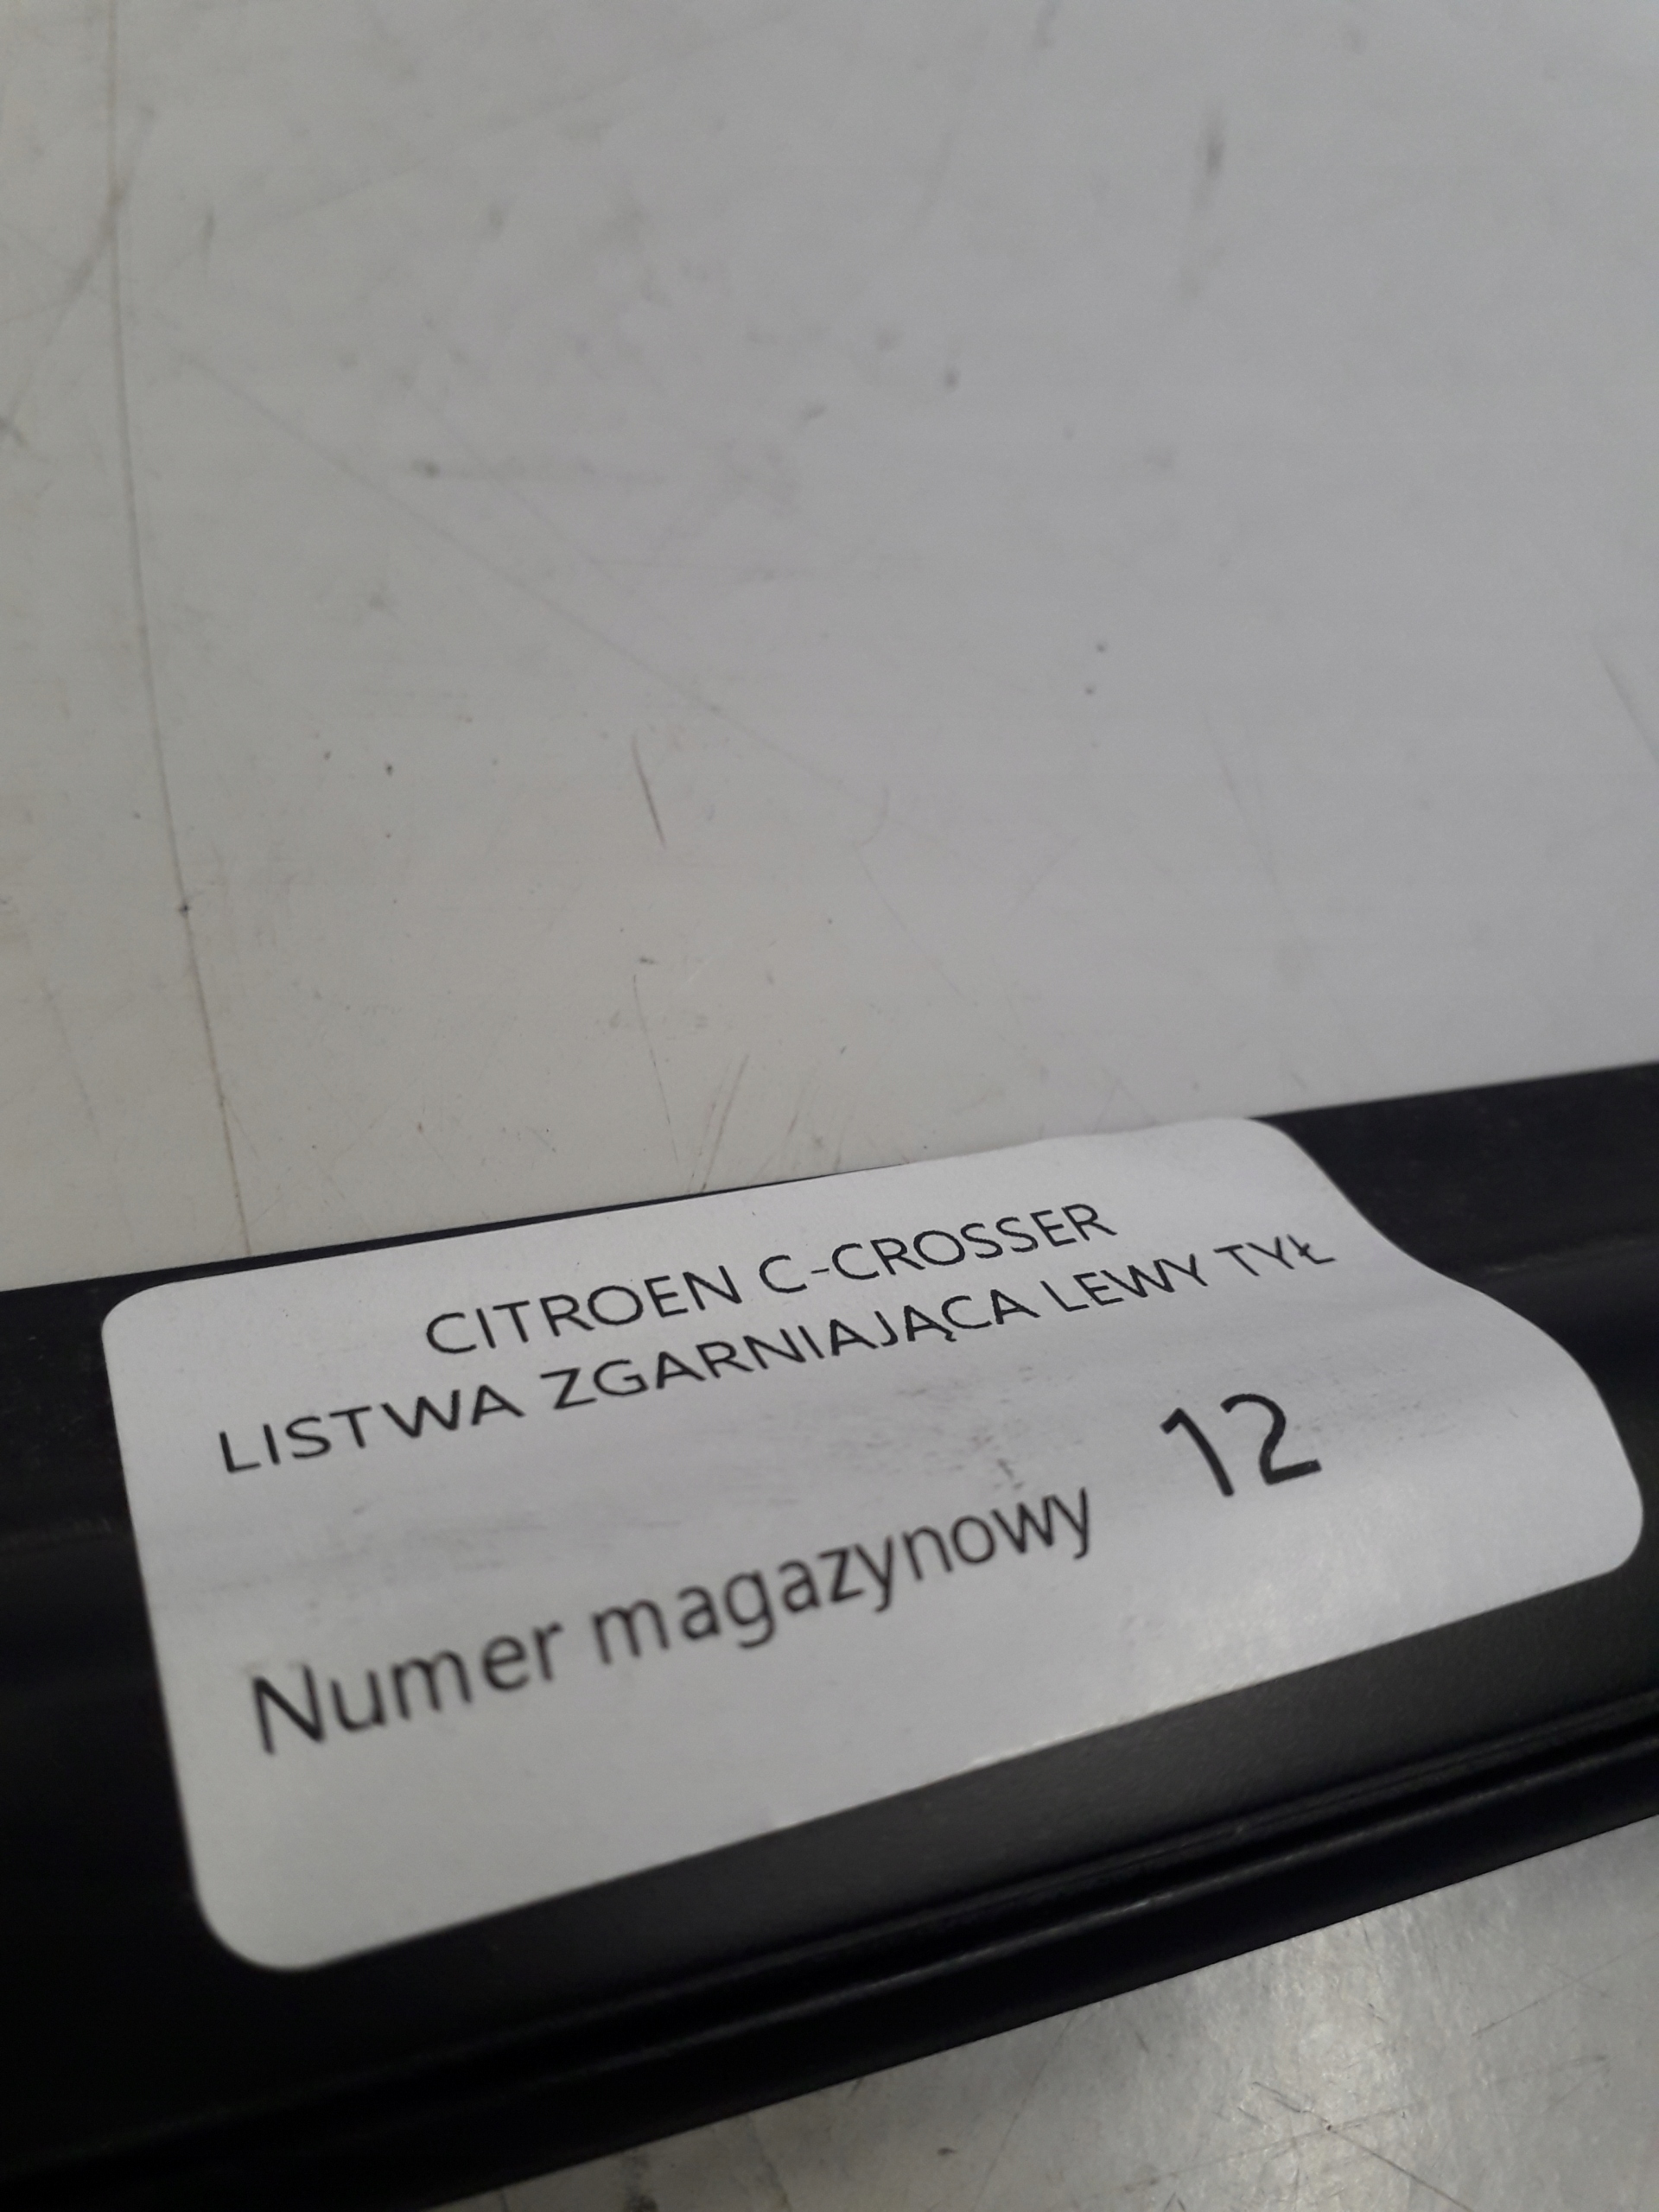 CITROEN C-CROSSER
LISTWA ZGARNIAJĄCA LEWY TYŁ
Numer magazynowy 12